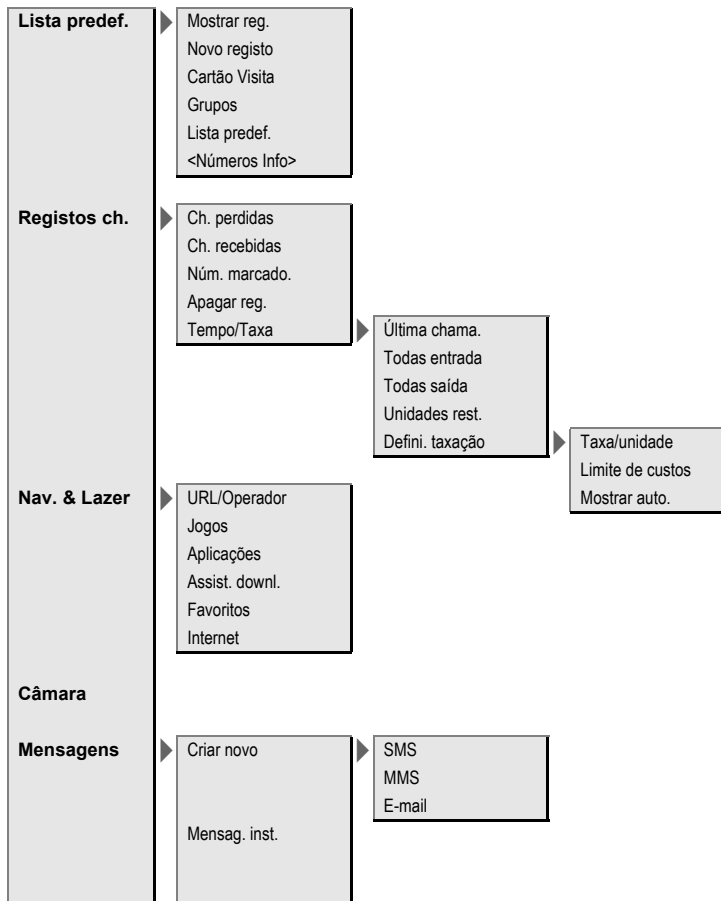 Lista predef.
Mostrar reg.
Novo registo
Cartão Visita
Grupos
Lista predef.
<Números Info>
Registos ch.
Ch. perdidas
Ch. recebidas
Núm. marcado.
Apagar reg.
Tempo/Taxa
Última chama.
Todas entrada
Todas saída
Unidades rest.
Defini. taxação
Taxa/unidade
Limite de custos
Mostrar auto.
Nav. & Lazer
URL/Operador
Jogos
Aplicações
Assist. downl.
Favoritos
Internet
Câmara
Mensagens
Criar novo
SMS
MMS
E-mail
Mensag. inst.